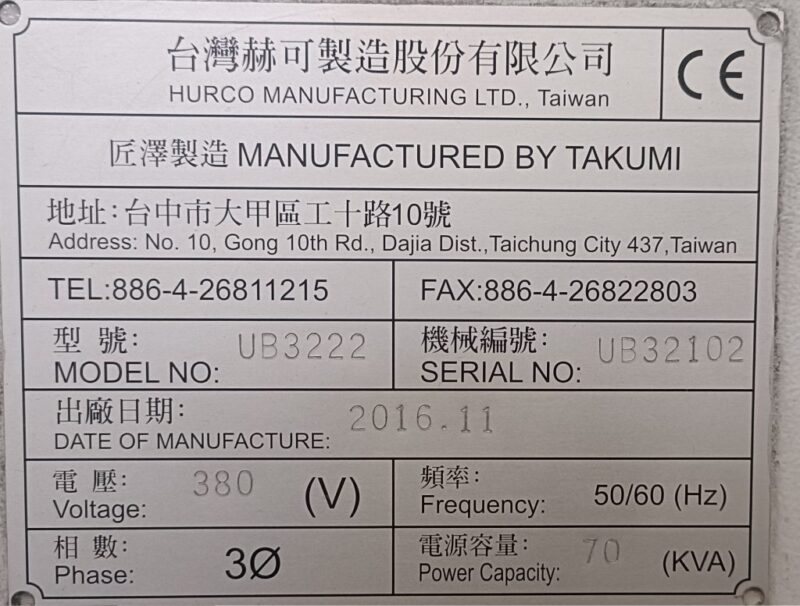 台灣赫可製造股份有限公司
HURCO MANUFACTURING LTD., Taiwan
CE
匠澤製造 MANUFACTURED BY TAKUMI
地址:台中市大甲區工十路10號
Address: No. 10, Gong 10th Rd., Dajia Dist.,Taichung City 437,Taiwan
TEL:886-4-26811215
FAX:886-4-26822803
型 號: UB3222
MODEL NO:
機械編號: UB32102
SERIAL NO:
出廠日期: 2016.11
DATE OF MANUFACTURE:
電 壓: 380 (V)
Voltage:
頻率: 50/60 (Hz)
Frequency:
相 數: 3Ø
Phase:
電源容量: 70 (KVA)
Power Capacity: